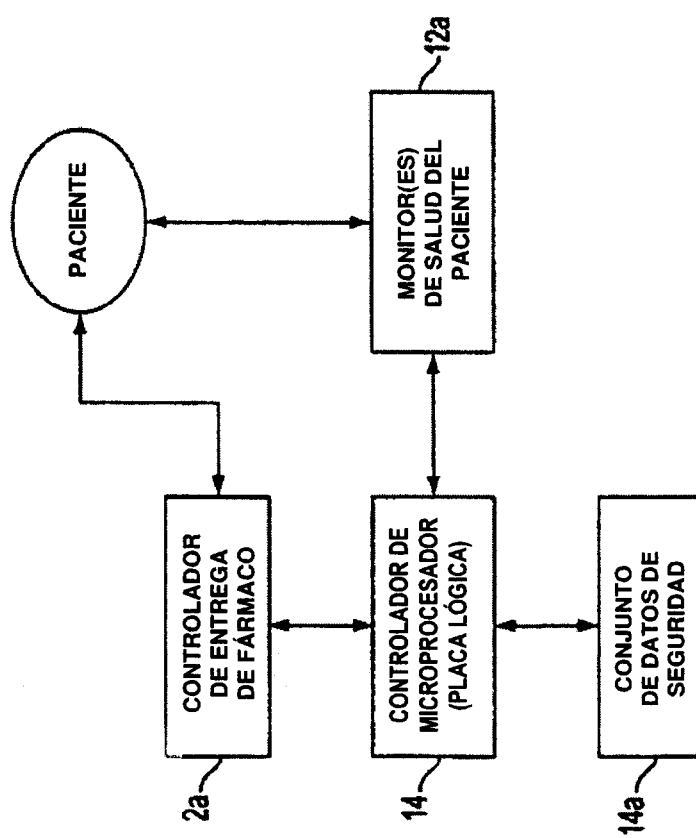 PACIENTE
CONTROLADOR
DE ENTREGA
DE FÁRMACO
2a
CONTROLADOR DE
MICROPROCESADOR
(PLACA LÓGICA)
14
MONITOR(ES)
DE SALUD DEL
PACIENTE
12a
CONJUNTO
DE DATOS DE
SEGURIDAD
14a